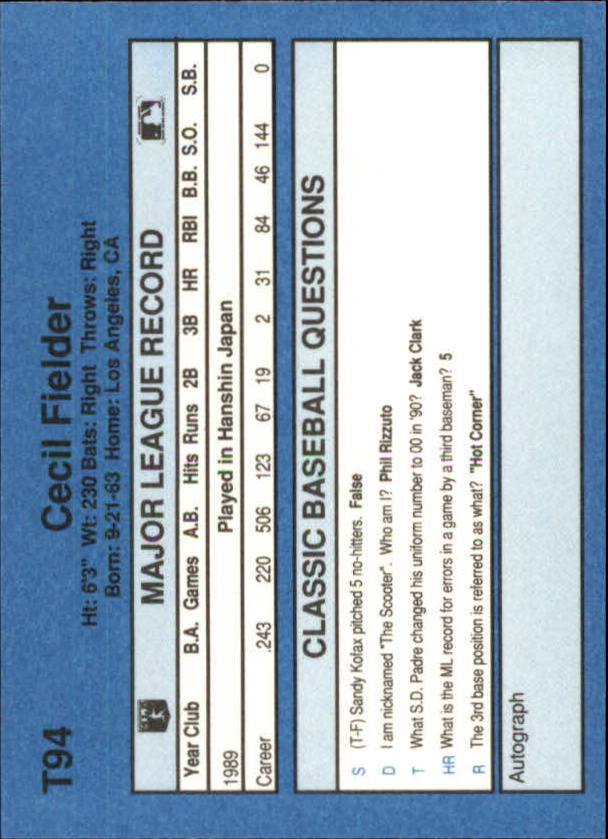 T94
Cecil Fielder
Ht: 6'3" Wt: 230 Bats: Right Throws: Right
Born: 9-21-63 Home: Los Angeles, CA
MAJOR LEAGUE RECORD
Year Club B.A. Games A.B. Hits Runs 2B 3B HR RBI B.B. S.O. S.B.
1989 Played in Hanshin Japan
Career .243 220 506 123 67 19 2 31 84 46 144 0
CLASSIC BASEBALL QUESTIONS
S (T-F) Sandy Kofax pitched 5 no-hitters. False
D I am nicknamed "The Scooter". Who am I? Phil Rizzuto
T What S.D. Padre changed his uniform number to 00 in '90? Jack Clark
HR What is the ML record for errors in a game by a third baseman? 5
R The 3rd base position is referred to as what? "Hot Corner"
Autograph